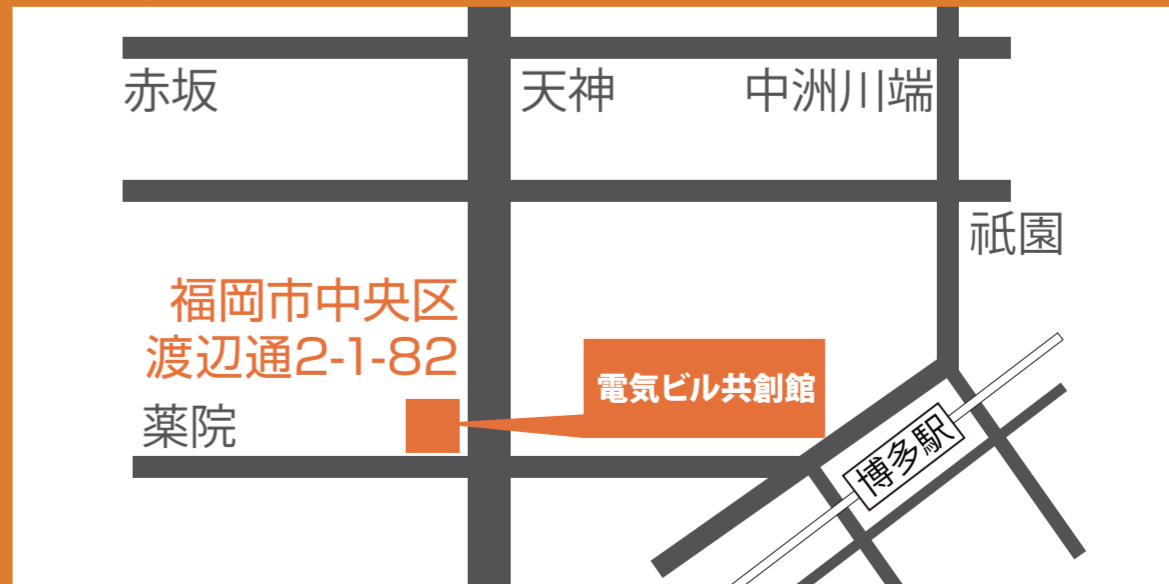 赤坂
天神
中洲川端
祇園
福岡市中央区
渡辺通2-1-82
電気ビル共創館
薬院
博多駅